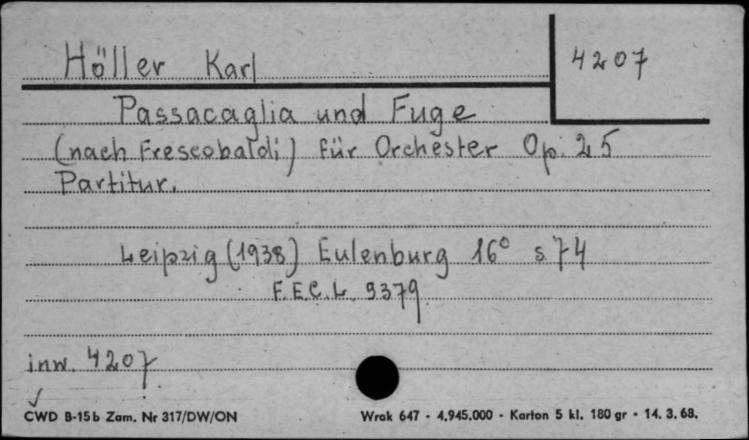 Höller Karl
4207
Passacaglia und Fuge
(nach Frescobaldi) für Orchester Op. 25
Partitur.
Leipzig (1938) Eulenburg 16° s. 74
F.E.C.L. 9379
inw. 4207
✓
CWD B-15b Zam. Nr 317/DW/ON
Wrak 647 - 4.945.000 - Karton 5 kl. 180 gr - 14. 3. 68.